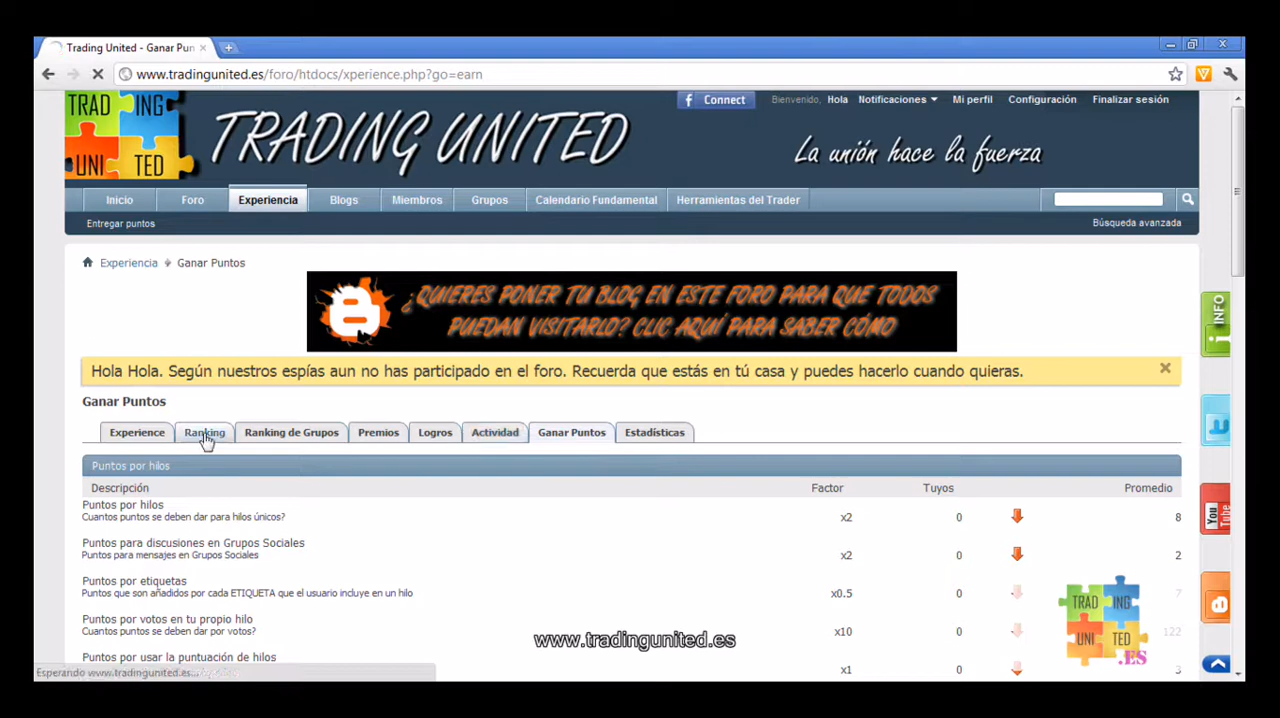 Trading United - Ganar Pun
www.tradingunited.es/foro/htdocs/xperience.php?go=earn
TRAD ING
UNI TED
TRADING UNITED
La unión hace la fuerza
Connect
Bienvenido, Hola Notificaciones Mi perfil Configuración Finalizar sesión
Inicio Foro Experiencia Blogs Miembros Grupos Calendario Fundamental Herramientas del Trader
Entregar puntos Búsqueda avanzada
Experiencia Ganar Puntos
¿QUIERES PONER TU BLOG EN ESTE FORO PARA QUE TODOS
PUEDAN VISITARLO? CLIC AQUÍ PARA SABER CÓMO
Hola Hola. Según nuestros espías aun no has participado en el foro. Recuerda que estás en tú casa y puedes hacerlo cuando quieras.
Ganar Puntos
Experience Ranking Ranking de Grupos Premios Logros Actividad Ganar Puntos Estadísticas
Puntos por hilos
Descripción Factor Tuyos Promedio
Puntos por hilos
Cuantos puntos se deben dar para hilos únicos? x2 0 8
Puntos para discusiones en Grupos Sociales
Puntos para mensajes en Grupos Sociales x2 0 2
Puntos por etiquetas
Puntos que son añadidos por cada ETIQUETA que el usuario incluye en un hilo x0.5 0 7
Puntos por votos en tu propio hilo
Cuantos puntos se deben dar por votos? x10 0 122
Puntos por usar la puntuación de hilos
x1 0 3
Esperando www.tradingunited.es...
www.tradingunited.es
TRAD ING
UNI TED
.ES
INFO
You Tube